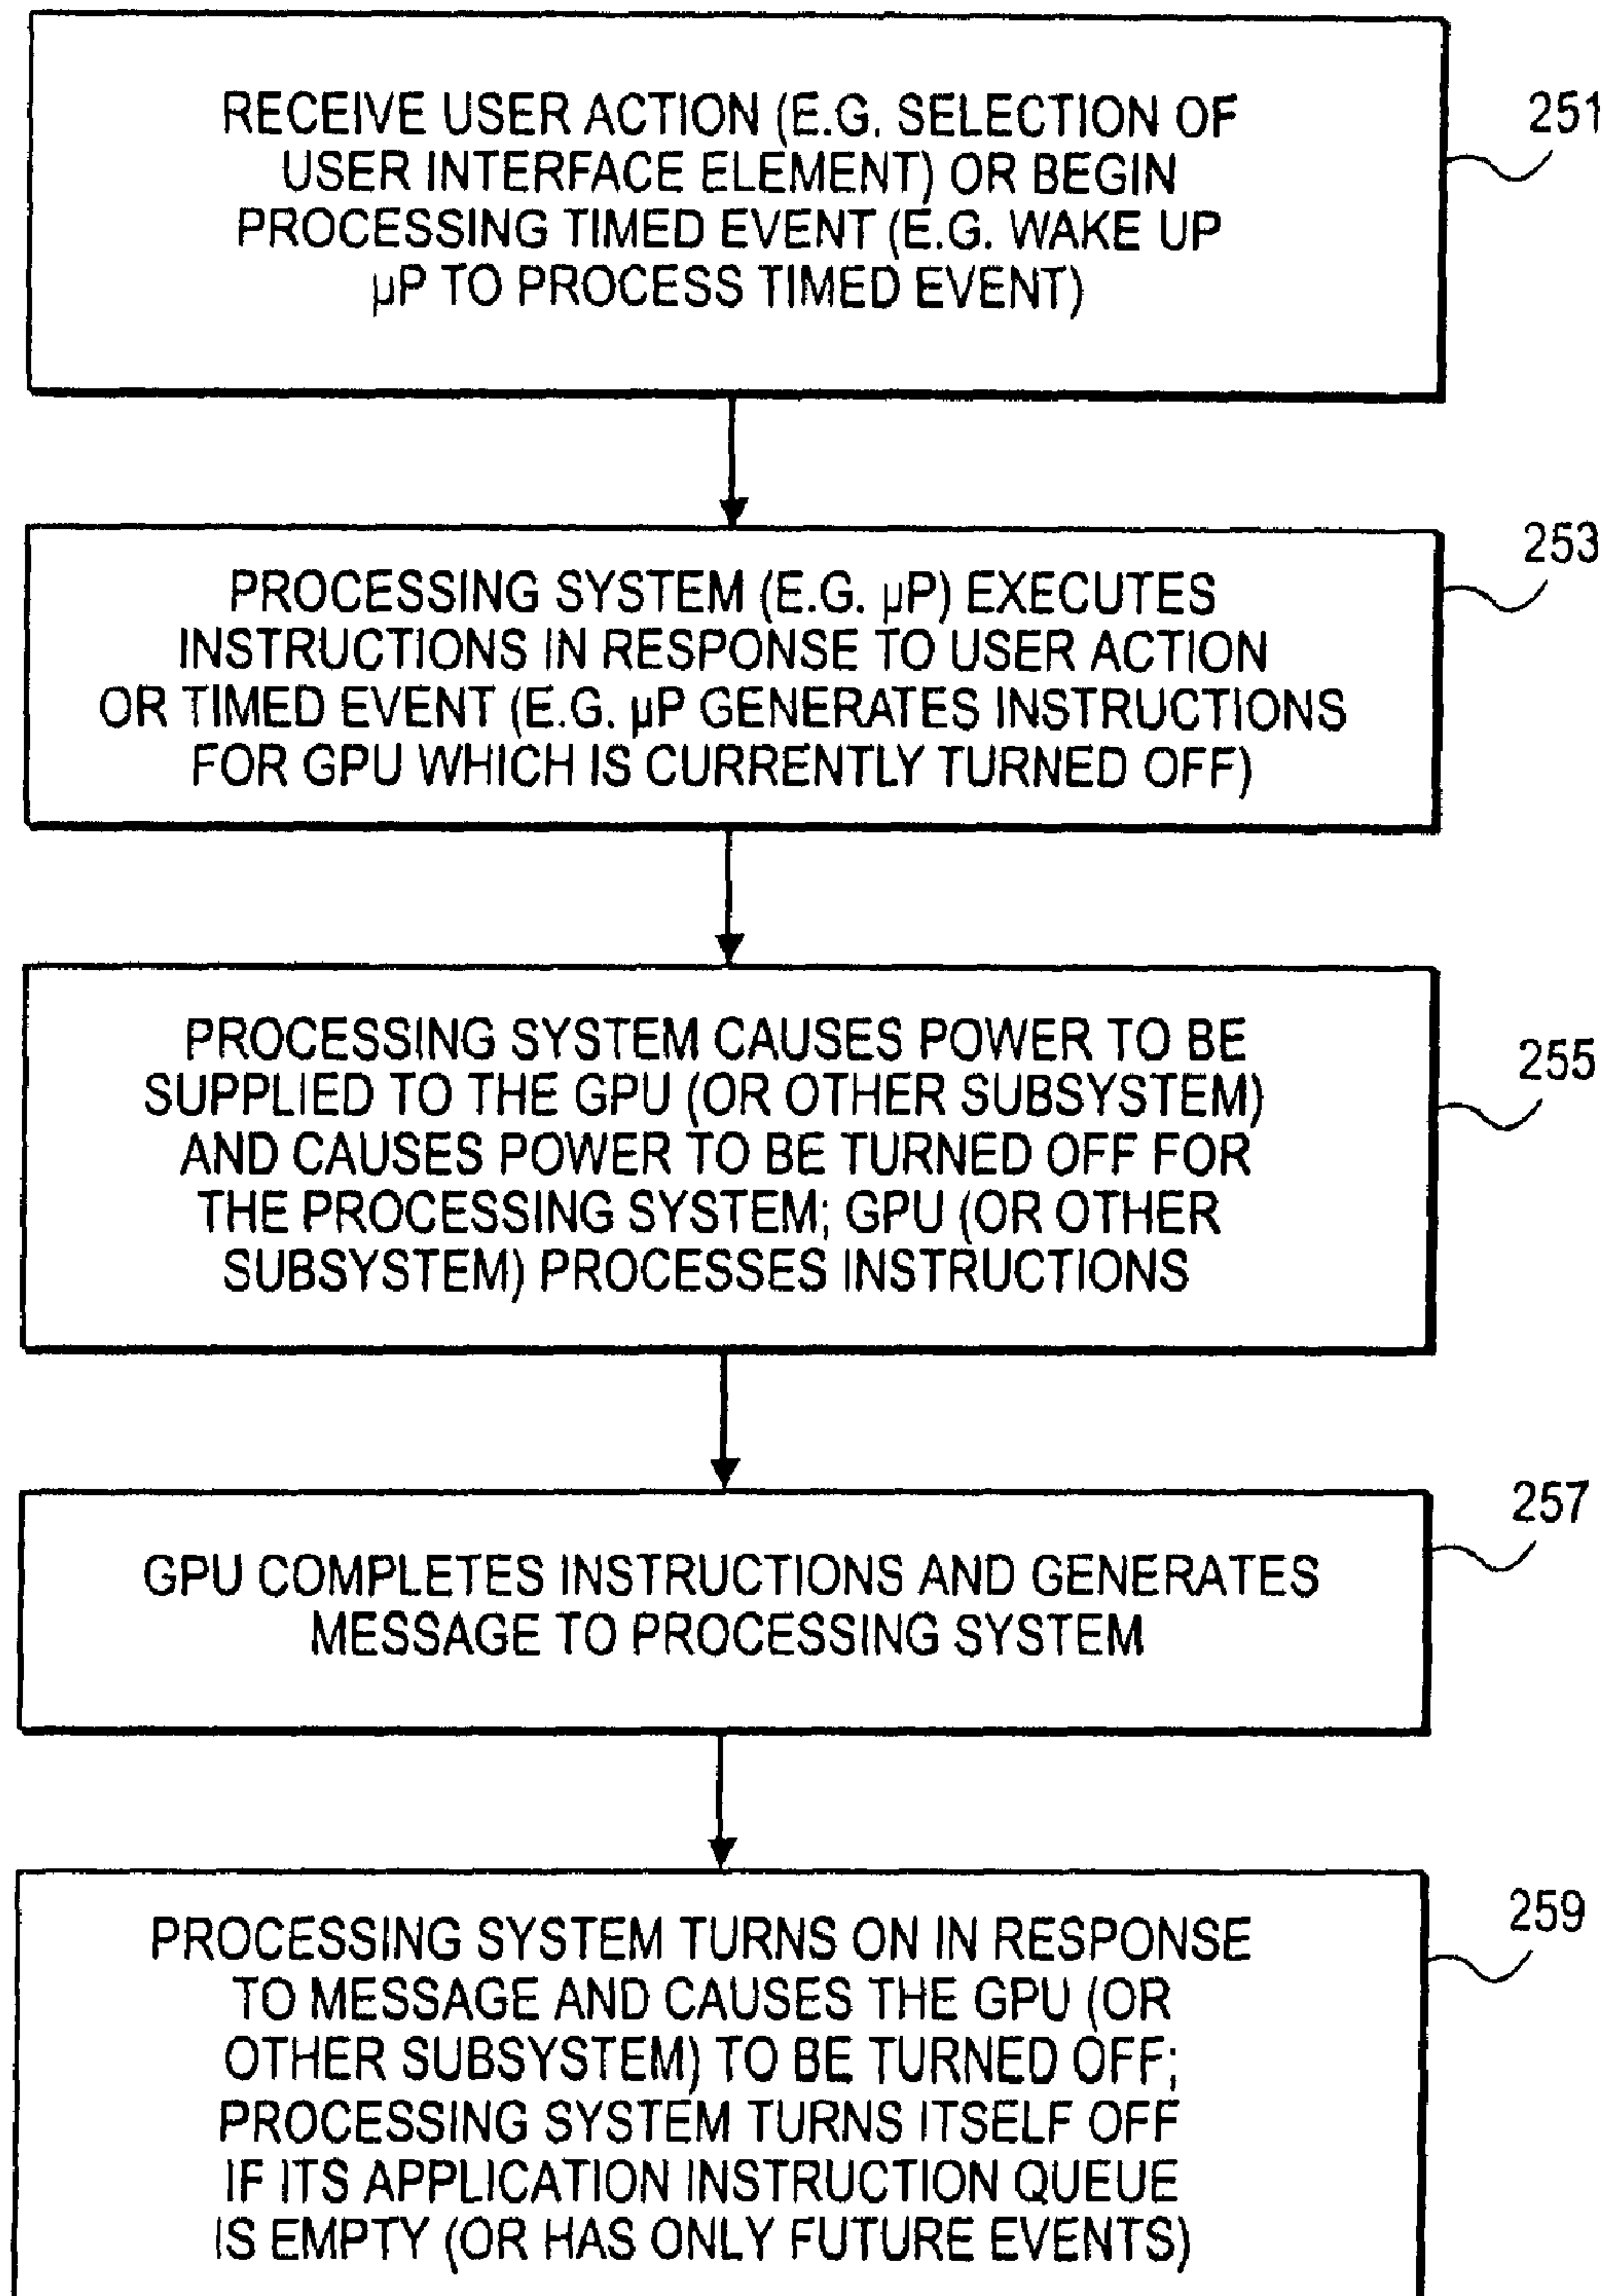 RECEIVE USER ACTION (E.G. SELECTION OF
USER INTERFACE ELEMENT) OR BEGIN
PROCESSING TIMED EVENT (E.G. WAKE UP
µP TO PROCESS TIMED EVENT)
251
PROCESSING SYSTEM (E.G. µP) EXECUTES
INSTRUCTIONS IN RESPONSE TO USER ACTION
OR TIMED EVENT (E.G. µP GENERATES INSTRUCTIONS
FOR GPU WHICH IS CURRENTLY TURNED OFF)
253
PROCESSING SYSTEM CAUSES POWER TO BE
SUPPLIED TO THE GPU (OR OTHER SUBSYSTEM)
AND CAUSES POWER TO BE TURNED OFF FOR
THE PROCESSING SYSTEM; GPU (OR OTHER
SUBSYSTEM) PROCESSES INSTRUCTIONS
255
GPU COMPLETES INSTRUCTIONS AND GENERATES
MESSAGE TO PROCESSING SYSTEM
257
PROCESSING SYSTEM TURNS ON IN RESPONSE
TO MESSAGE AND CAUSES THE GPU (OR
OTHER SUBSYSTEM) TO BE TURNED OFF;
PROCESSING SYSTEM TURNS ITSELF OFF
IF ITS APPLICATION INSTRUCTION QUEUE
IS EMPTY (OR HAS ONLY FUTURE EVENTS)
259